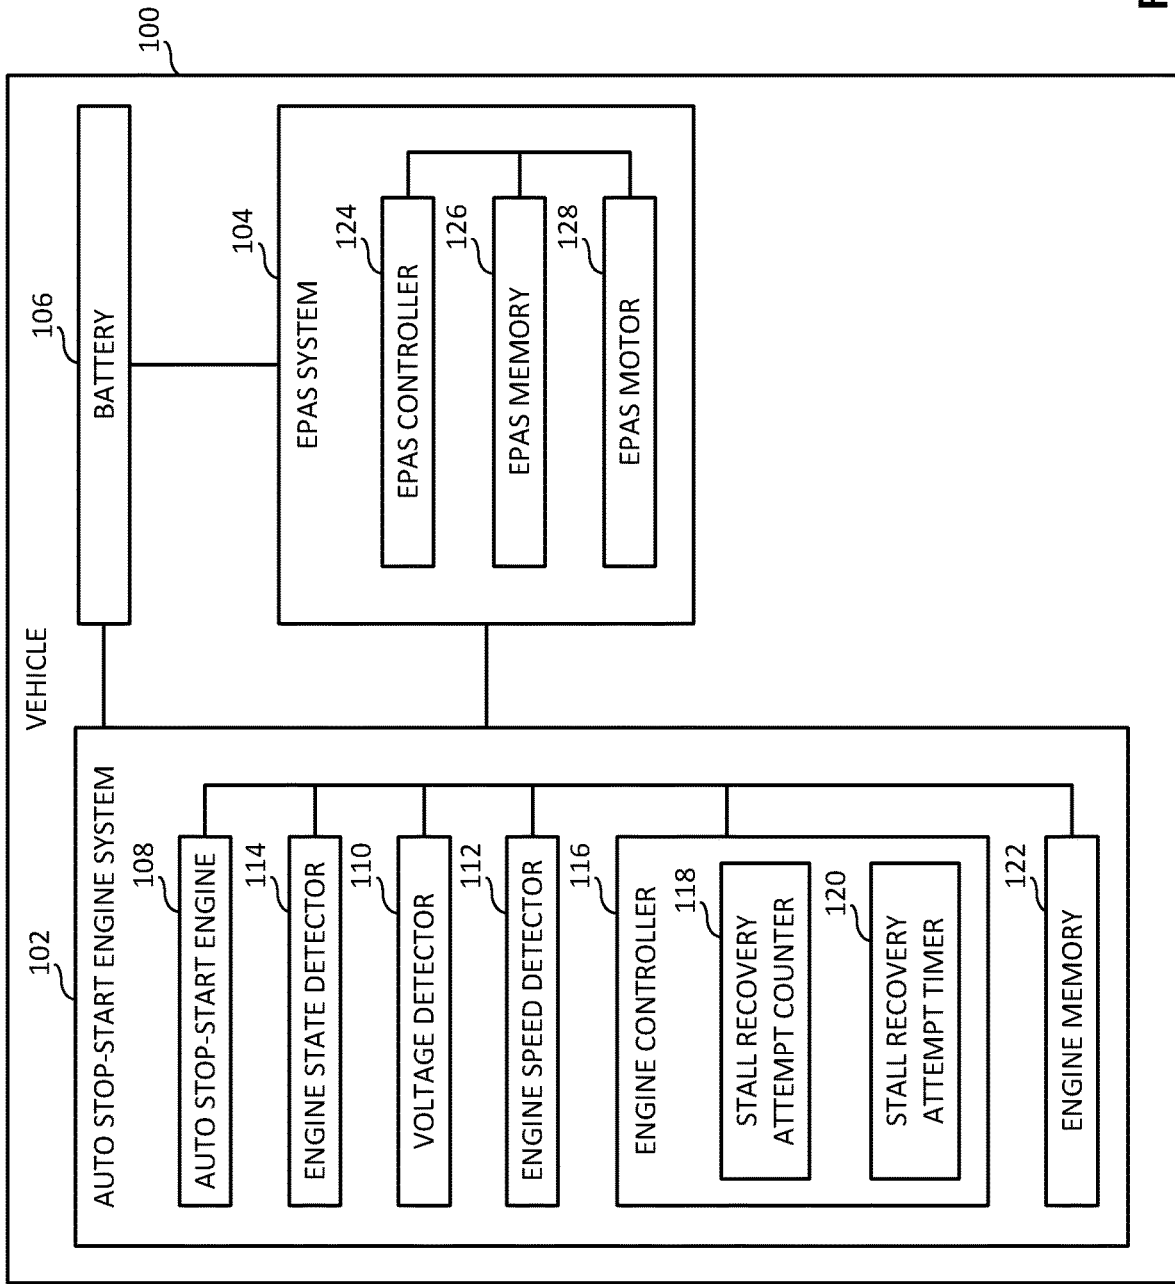 100
VEHICLE
102
AUTO STOP-START ENGINE SYSTEM
108
AUTO STOP-START ENGINE
114
ENGINE STATE DETECTOR
110
VOLTAGE DETECTOR
112
ENGINE SPEED DETECTOR
116
ENGINE CONTROLLER
118
STALL RECOVERY
ATTEMPT COUNTER
120
STALL RECOVERY
ATTEMPT TIMER
122
ENGINE MEMORY
106
BATTERY
104
EPAS SYSTEM
124
EPAS CONTROLLER
126
EPAS MEMORY
128
EPAS MOTOR